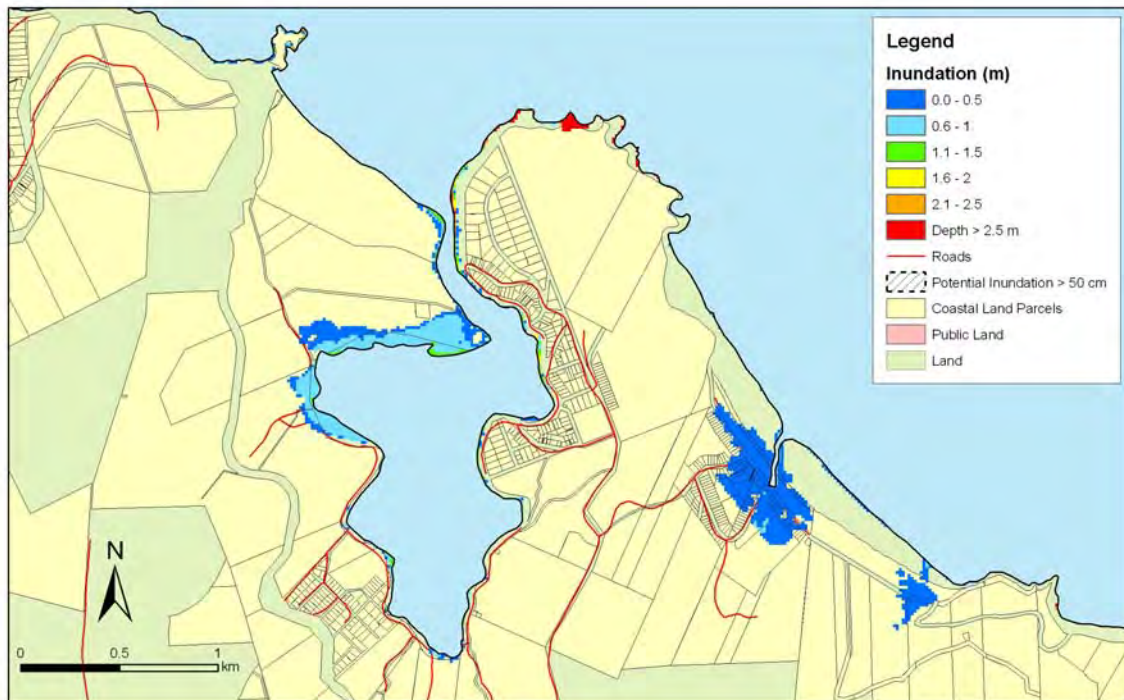 Legend
Inundation (m)
0.0 - 0.5
0.6 - 1
1.1 - 1.5
1.6 - 2
2.1 - 2.5
Depth > 2.5 m
Roads
Potential Inundation > 50 cm
Coastal Land Parcels
Public Land
Land
N
0 0.5 1
km